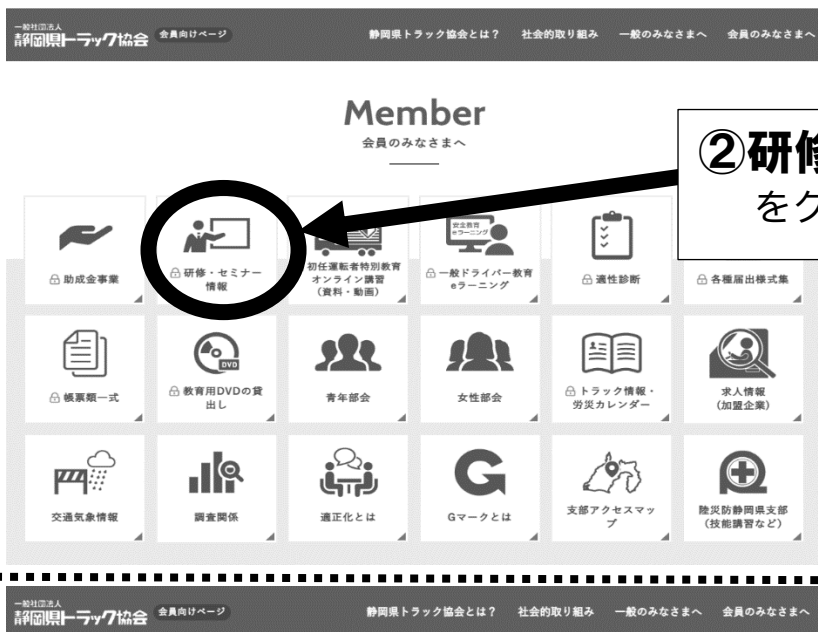 一般社団法人
静岡県トラック協会
会員向けページ
静岡県トラック協会とは?
社会的取り組み
一般のみなさまへ
会員のみなさまへ
Member
会員のみなさまへ
②研修
をク
助成金事業
研修・セミナー
情報
初任運転者特別教育
オンライン講習
(資料・動画)
安全教育
eラーニング
一般ドライバー教育
eラーニング
適性診断
各種届出様式集
帳票類一式
DVD
教育用DVDの貸
出し
青年部会
女性部会
トラック情報・
労災カレンダー
求人情報
(加盟企業)
交通気象情報
調査関係
適正化とは
G
Gマークとは
支部アクセスマッ
プ
陸災防静岡県支部
(技能講習など)
一般社団法人
静岡県トラック協会
会員向けページ
静岡県トラック協会とは?
社会的取り組み
一般のみなさまへ
会員のみなさまへ